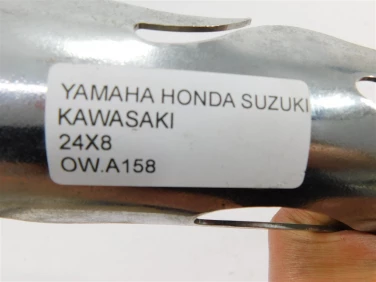 YAMAHA HONDA SUZUKI
KAWASAKI
24X8
OW.A158